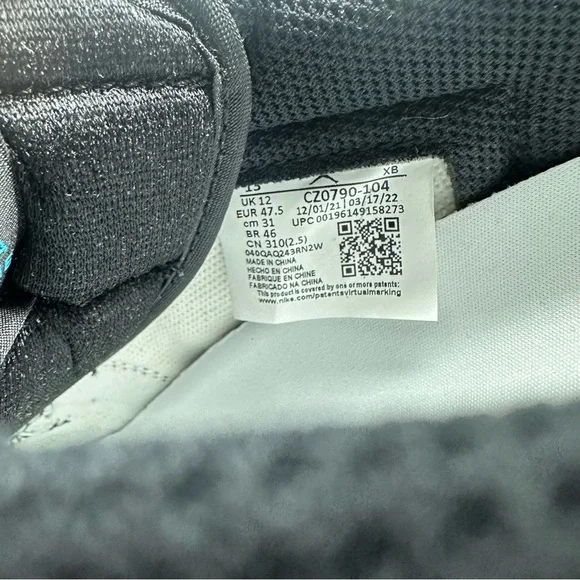 XB
UK 12 CZ0790-104
EUR 47.5 12/01/21 | 03/17/22
cm 31 UPC 00196149158273
BR 46
CN 310(2.5)
040QAQ243RN2W
MADE IN CHINA
HECHO EN CHINA
FABRIQUE EN CHINE
FABRICADO NA CHINA
This product is covered by one or more patents:
www.nike.com/patentsvirtualmarking